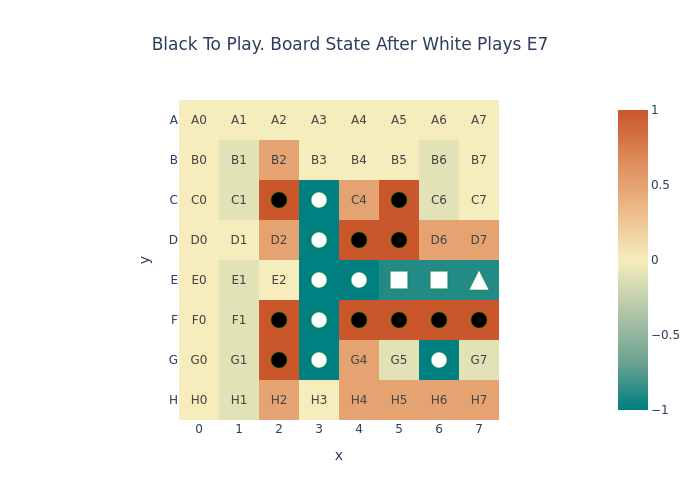 Black To Play. Board State After White Plays E7
A A0 A1 A2 A3 A4 A5 A6 A7
B B0 B1 B2 B3 B4 B5 B6 B7
C C0 C1 C4 C6 C7
D D0 D1 D2 D6 D7
E E0 E1 E2
F F0 F1
G G0 G1 G4 G5 G7
H H0 H1 H2 H3 H4 H5 H6 H7
0 1 2 3 4 5 6 7
x
y
1
0.5
0
−0.5
−1